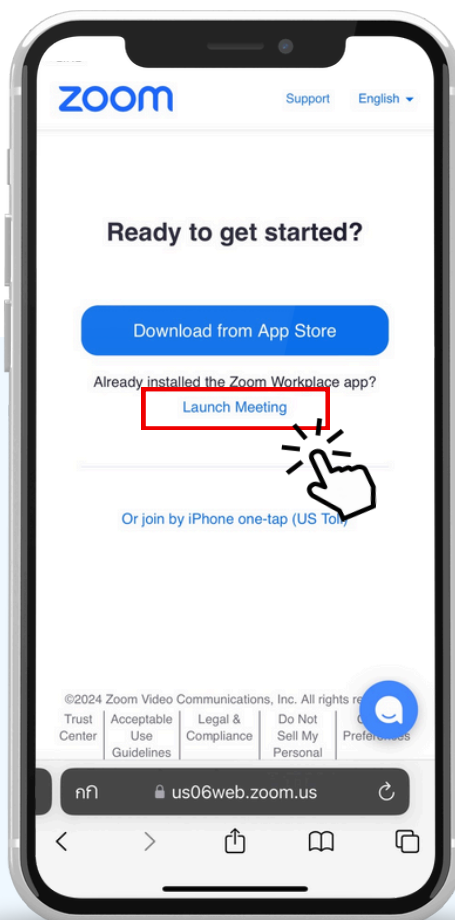 zoom
Support English
Ready to get started?
Download from App Store
Already installed the Zoom Workplace app?
Launch Meeting
Or join by iPhone one-tap (US Toll)
©2024 Zoom Video Communications, Inc. All rights
Trust Center
Acceptable Use Guidelines
Legal & Compliance
Do Not Sell My Personal
Preferences
กก us06web.zoom.us